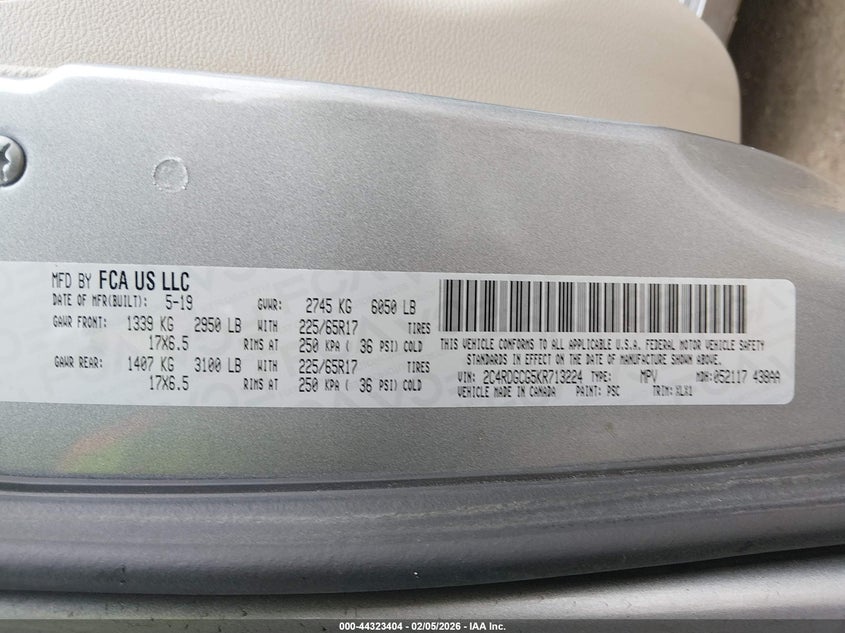 MFD BY FCA US LLC
DATE OF MFR(BUILT): 5-19 GVWR: 2745 KG 6050 LB
GAWR FRONT: 1339 KG 2950 LB WITH 225/65R17 TIRES
17X6.5 RIMS AT 250 KPA ( 36 PSI) COLD
GAWR REAR: 1407 KG 3100 LB WITH 225/65R17 TIRES
17X6.5 RIMS AT 250 KPA ( 36 PSI) COLD
THIS VEHICLE CONFORMS TO ALL APPLICABLE U.S.A. FEDERAL MOTOR VEHICLE SAFETY
STANDARDS IN EFFECT ON THE DATE OF MANUFACTURE SHOWN ABOVE.
VIN: 2C4RDGCG5KR713224 TYPE: MPV MDH: 052117 438AA
VEHICLE MADE IN CANADA PAINT: PSC TRIM: XLX1
000-44323404 - 02/05/2026 - IAA Inc.